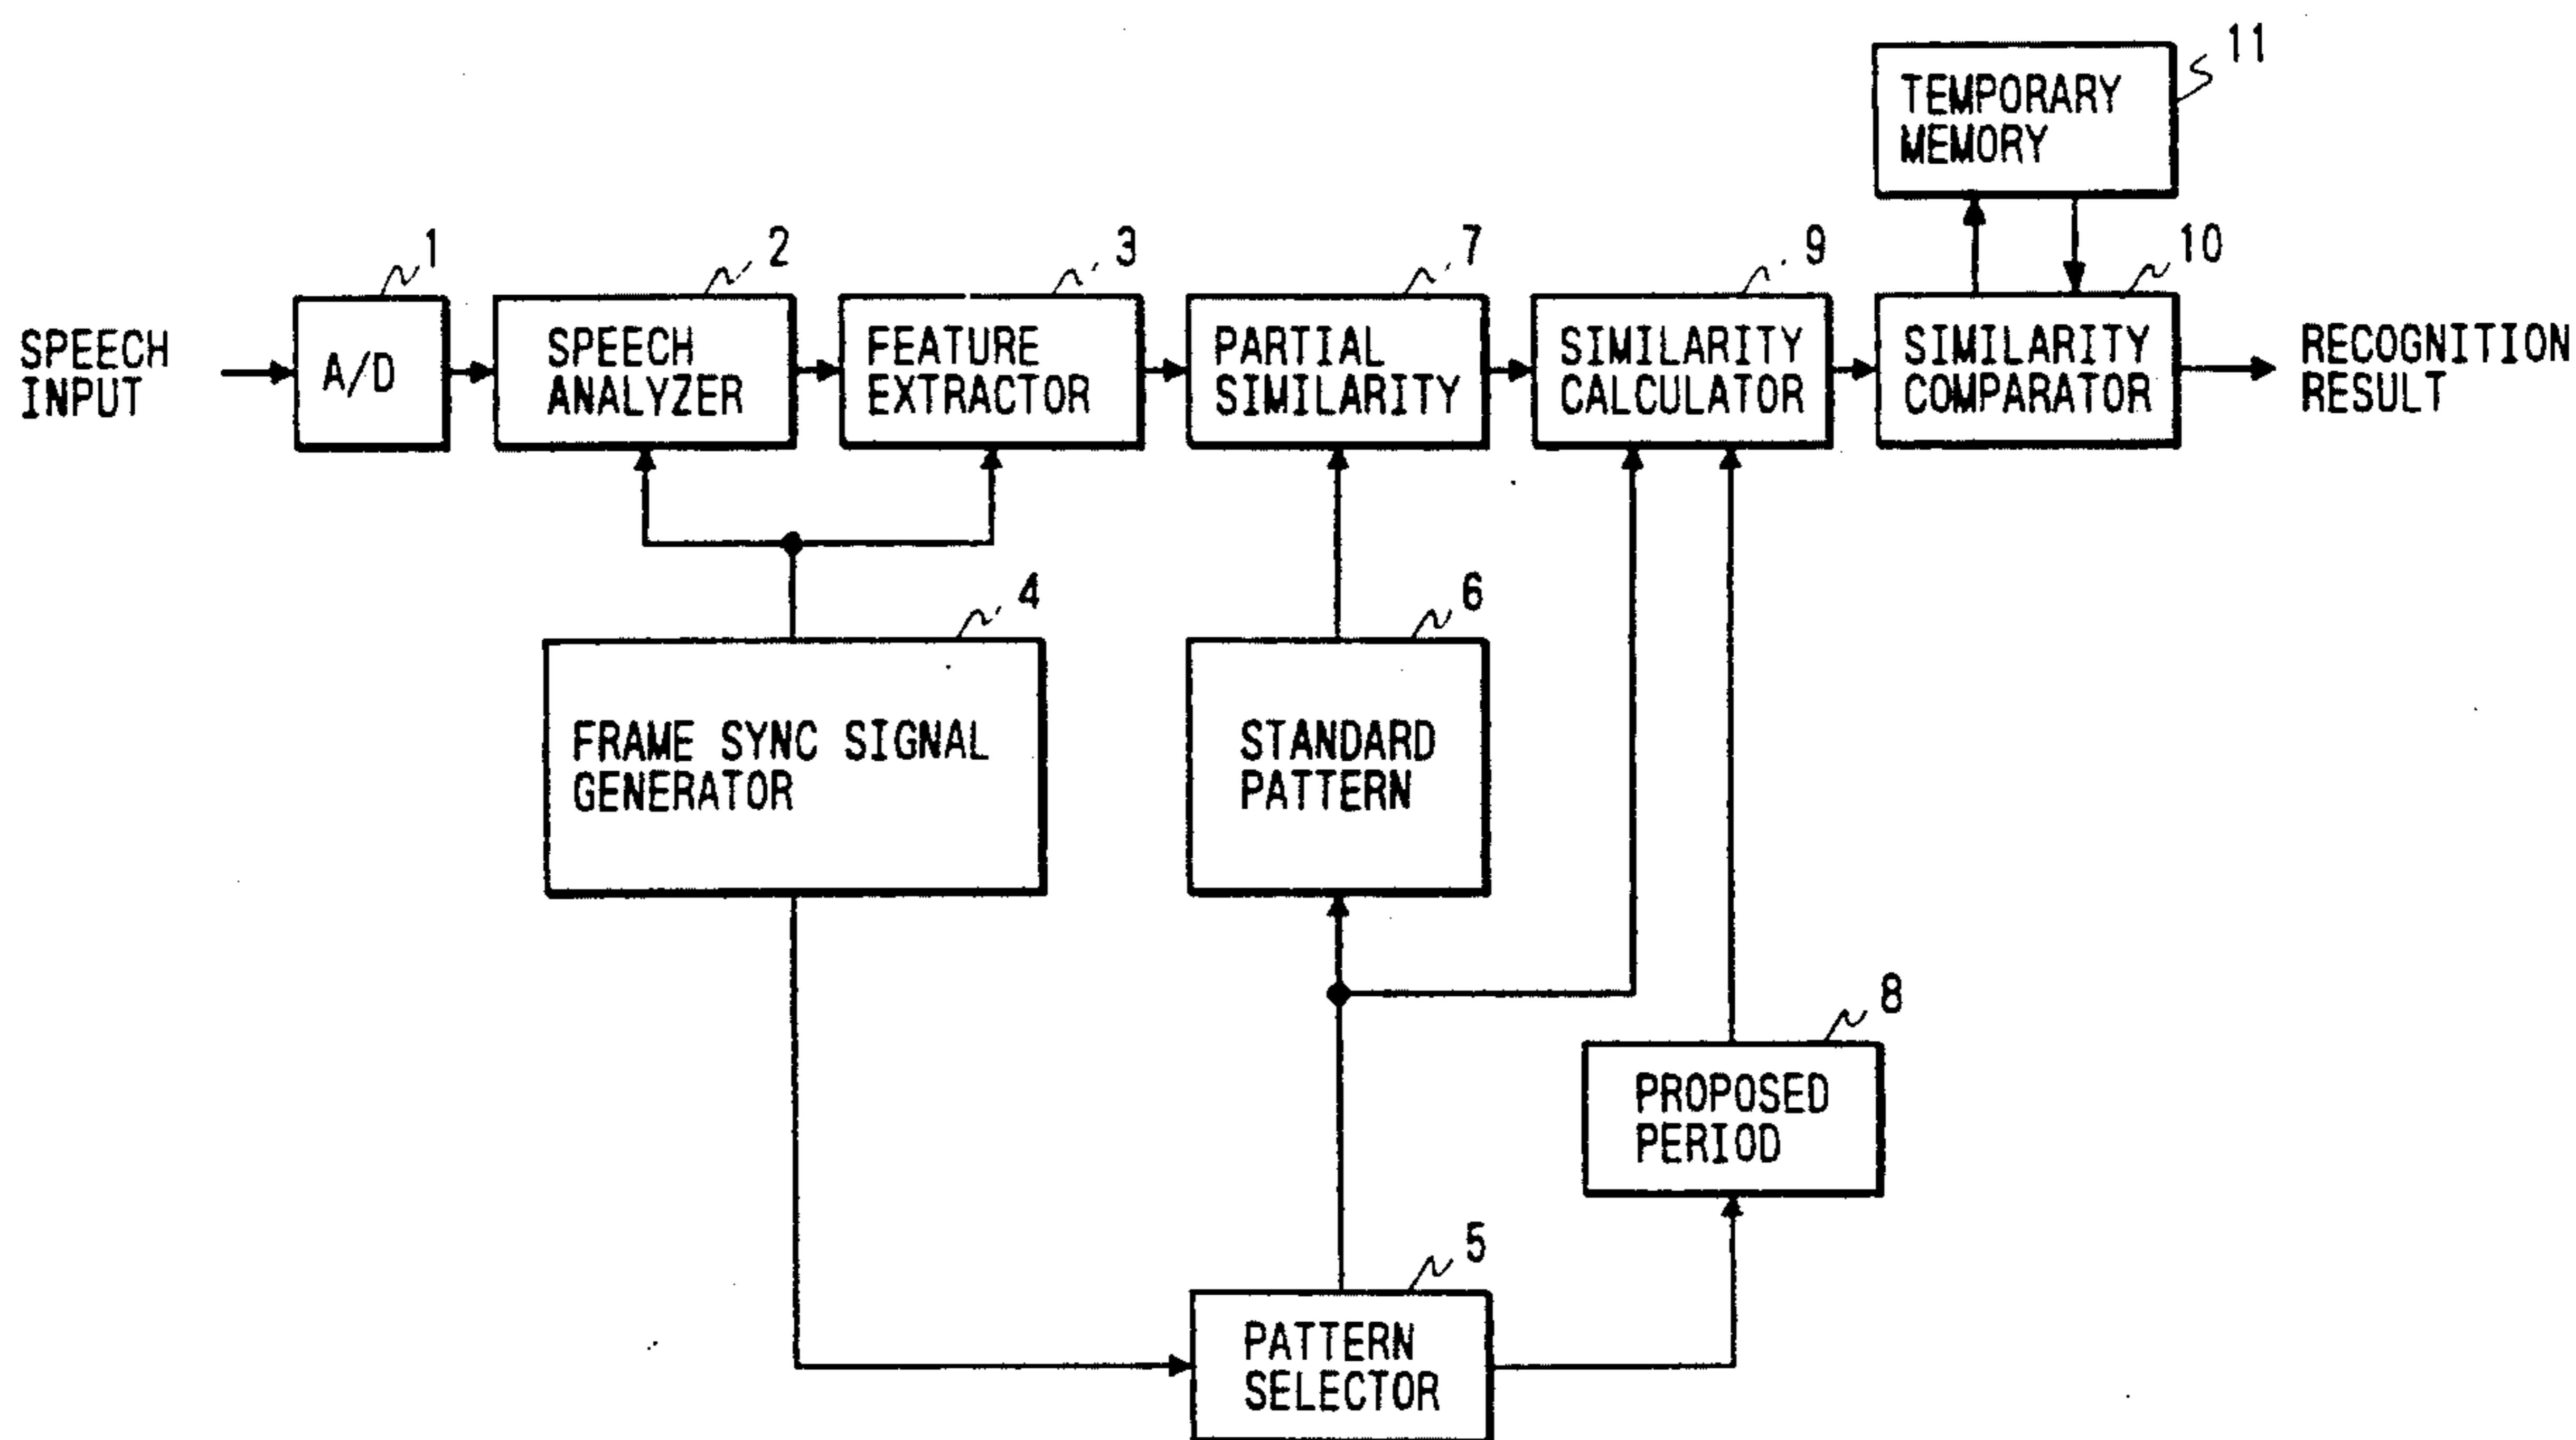 11
TEMPORARY
MEMORY
1
2
3
7
9
10
SPEECH
INPUT
A/D
SPEECH
ANALYZER
FEATURE
EXTRACTOR
PARTIAL
SIMILARITY
SIMILARITY
CALCULATOR
SIMILARITY
COMPARATOR
RECOGNITION
RESULT
4
FRAME SYNC SIGNAL
GENERATOR
6
STANDARD
PATTERN
8
PROPOSED
PERIOD
5
PATTERN
SELECTOR